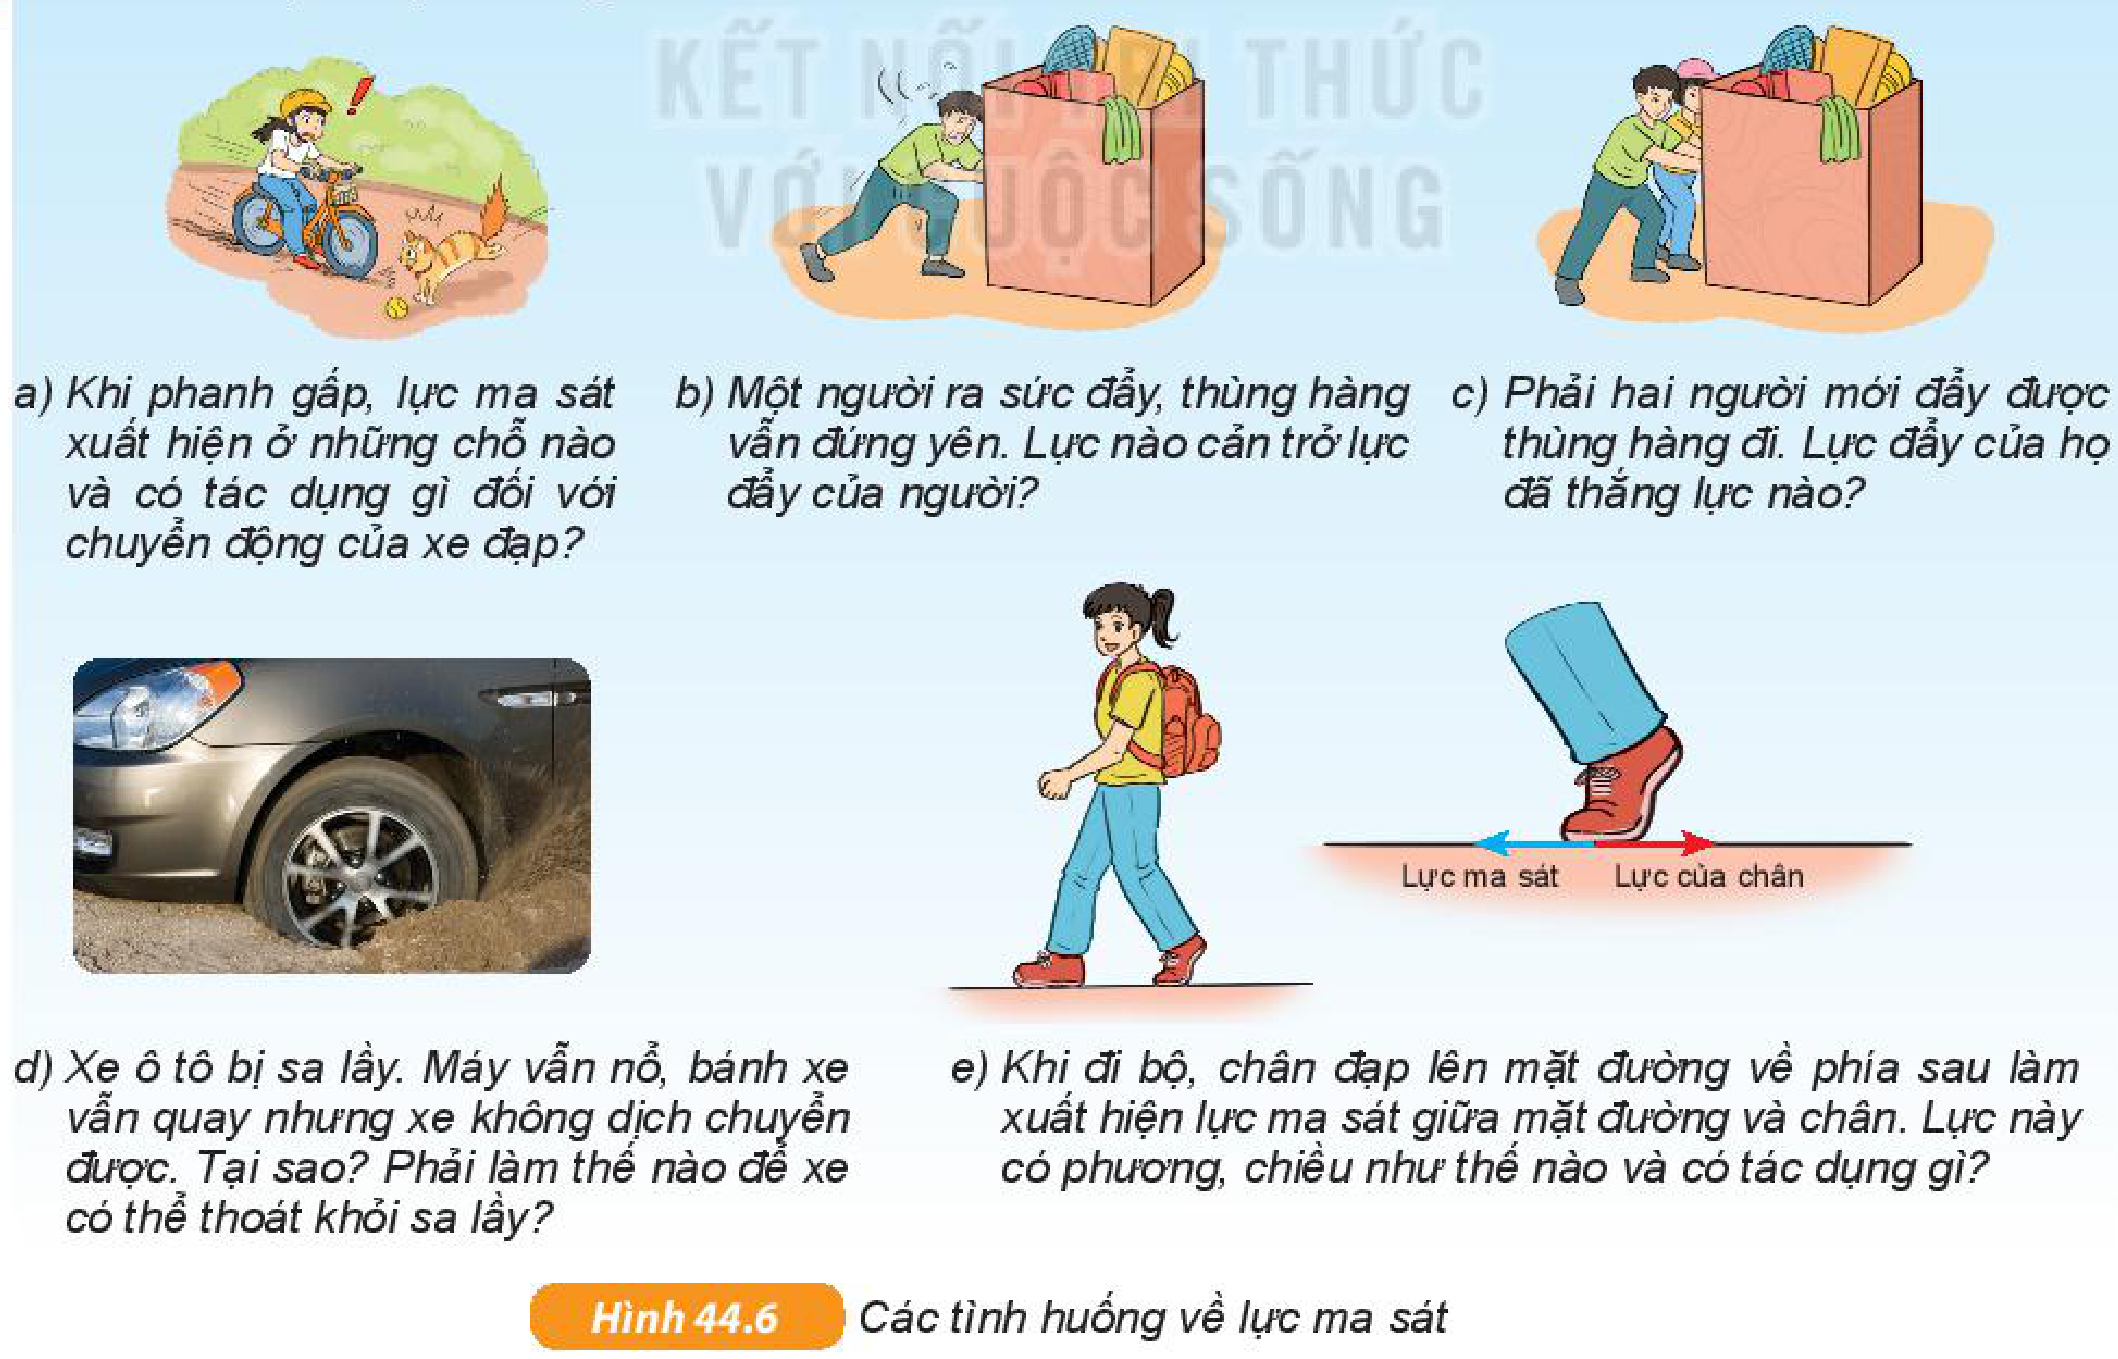 KẾT NỐI TRI THỨC
VỚI CUỘC SỐNG
a) Khi phanh gấp, lực ma sát
xuất hiện ở những chỗ nào
và có tác dụng gì đối với
chuyển động của xe đạp?
b) Một người ra sức đẩy, thùng hàng
vẫn đứng yên. Lực nào cản trở lực
đẩy của người?
c) Phải hai người mới đẩy được
thùng hàng đi. Lực đẩy của họ
đã thắng lực nào?
Lực ma sát
Lực của chân
d) Xe ô tô bị sa lầy. Máy vẫn nổ, bánh xe
vẫn quay nhưng xe không dịch chuyển
được. Tại sao? Phải làm thế nào để xe
có thể thoát khỏi sa lầy?
e) Khi đi bộ, chân đạp lên mặt đường về phía sau làm
xuất hiện lực ma sát giữa mặt đường và chân. Lực này
có phương, chiều như thế nào và có tác dụng gì?
Hình 44.6 Các tình huống về lực ma sát